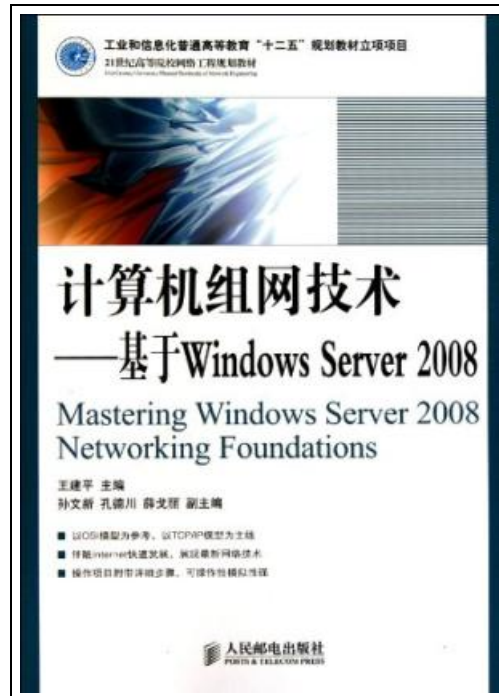 工业和信息化普通高等教育“十二五”规划教材立项项目
21世纪高等院校网络工程规划教材
计算机组网技术
——基于Windows Server 2008
Mastering Windows Server 2008
Networking Foundations
王建平 主编
孙文新 孔德川 薛戈丽 副主编
■ 以OSI模型为参考，以TCP/IP模型为主线
■ 伴随Internet快速发展，展现最新网络技术
■ 操作项目附带详细步骤，可操作性模拟性强
人民邮电出版社
POSTS & TELECOM PRESS